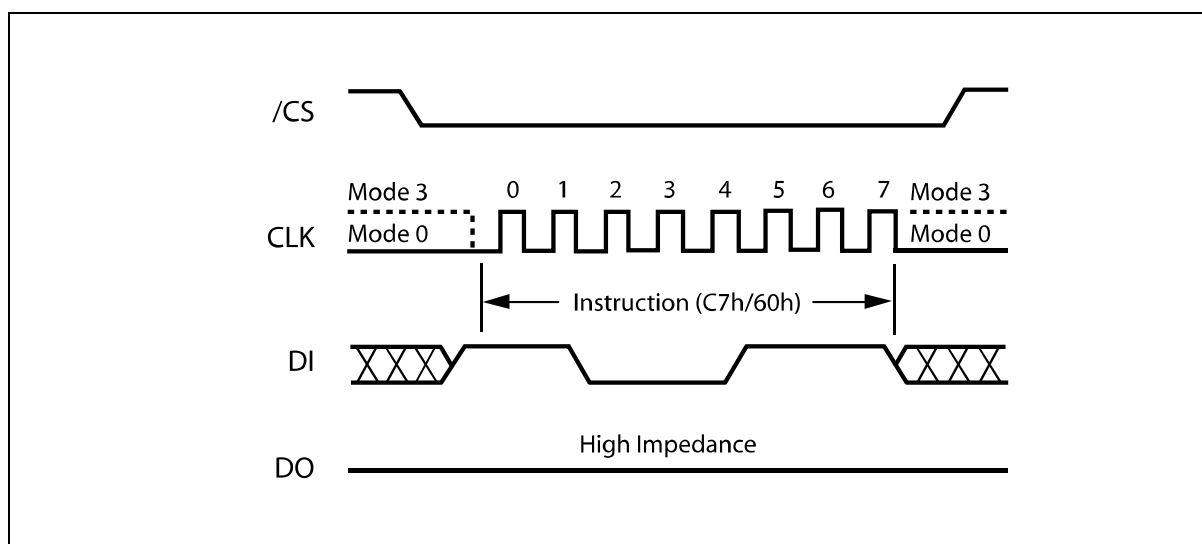 /CS
Mode 3 0 1 2 3 4 5 6 7 Mode 3
CLK Mode 0 Mode 0
Instruction (C7h/60h)
DI
High Impedance
DO